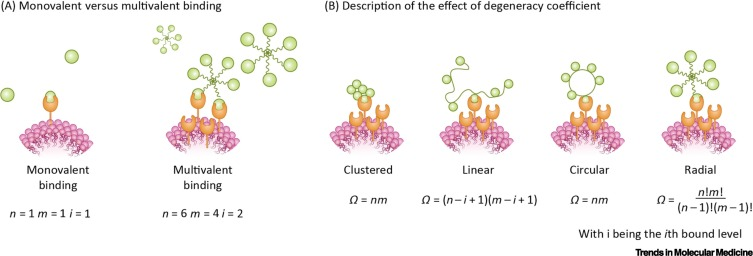 (A) Monovalent versus multivalent binding
Monovalent
binding
n = 1 m = 1 i = 1
Multivalent
binding
n = 6 m = 4 i = 2
(B) Description of the effect of degeneracy coefficient
Clustered
Ω = nm
Linear
Ω = (n − i + 1)(m − i + 1)
Circular
Ω = nm
Radial
Ω = n!m! / (n − 1)!(m − 1)!
With i being the ith bound level
Trends in Molecular Medicine